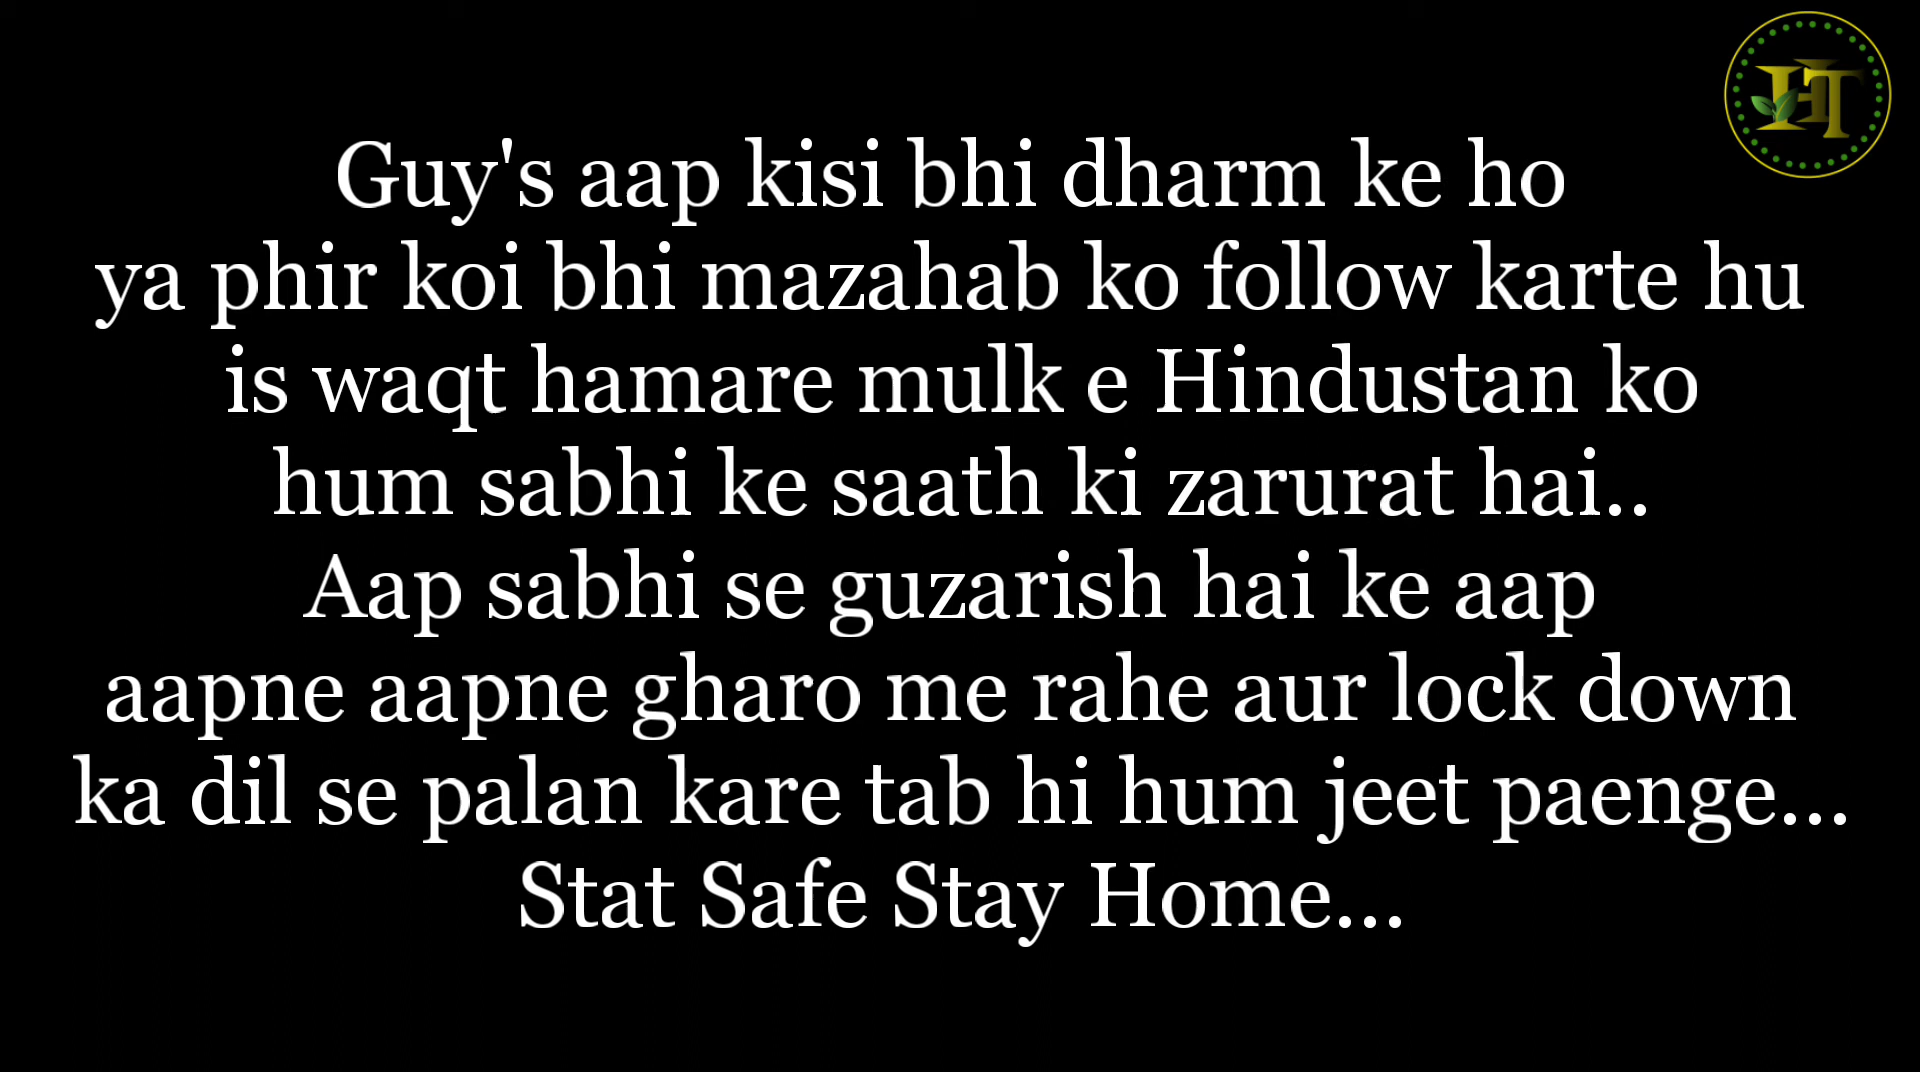 HT
Guy's aap kisi bhi dharm ke ho
ya phir koi bhi mazahab ko follow karte hu
is waqt hamare mulk e Hindustan ko
hum sabhi ke saath ki zarurat hai..
Aap sabhi se guzarish hai ke aap
aapne aapne gharo me rahe aur lock down
ka dil se palan kare tab hi hum jeet paenge...
Stat Safe Stay Home...